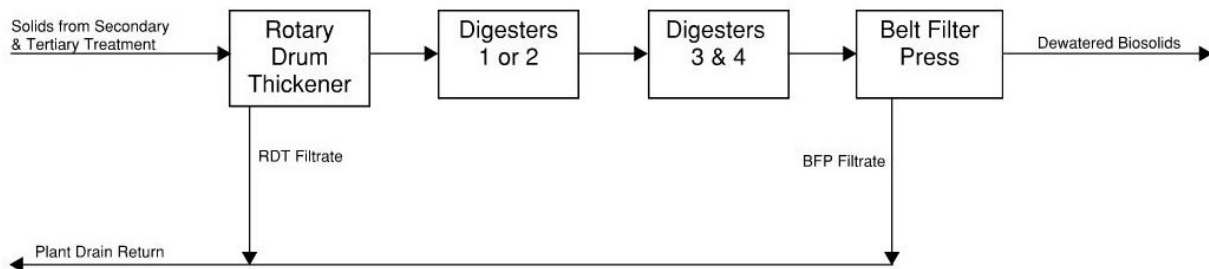 Solids from Secondary
& Tertiary Treatment
Rotary
Drum
Thickener
Digesters
1 or 2
Digesters
3 & 4
Belt Filter
Press
Dewatered Biosolids
RDT Filtrate
BFP Filtrate
Plant Drain Return